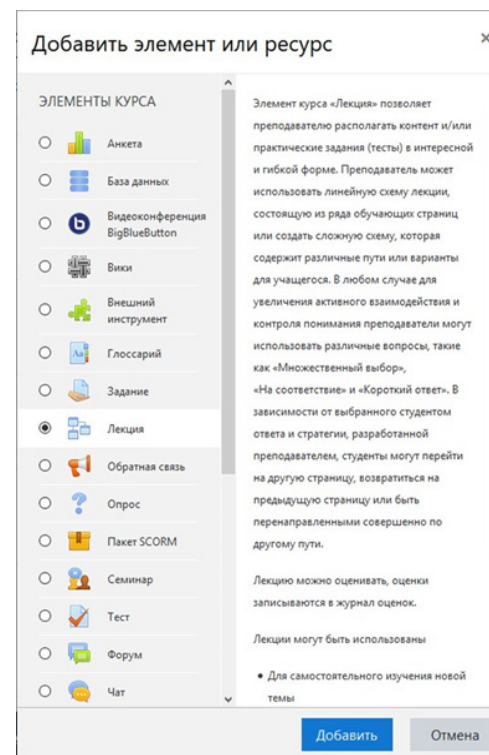 Добавить элемент или ресурс
×
ЭЛЕМЕНТЫ КУРСА
Анкета
База данных
Видеоконференция
BigBlueButton
Вики
Внешний
инструмент
Глоссарий
Задание
Лекция
Обратная связь
Опрос
Пакет SCORM
Семинар
Тест
Форум
Чат
Элемент курса «Лекция» позволяет
преподавателю располагать контент и/или
практические задания (тесты) в интересной
и гибкой форме. Преподаватель может
использовать линейную схему лекции,
состоящую из ряда обучающих страниц
или создать сложную схему, которая
содержит различные пути или варианты
для учащегося. В любом случае для
увеличения активного взаимодействия и
контроля понимания преподаватели могут
использовать различные вопросы, такие
как «Множественный выбор»,
«На соответствие» и «Короткий ответ». В
зависимости от выбранного студентом
ответа и стратегии, разработанной
преподавателем, студенты могут перейти
на другую страницу, возвратиться на
предыдущую страницу или быть
перенаправленными совершенно по
другому пути.
Лекцию можно оценивать, оценки
записываются в журнал оценок.
Лекции могут быть использованы
• Для самостоятельного изучения новой
темы
Добавить
Отмена